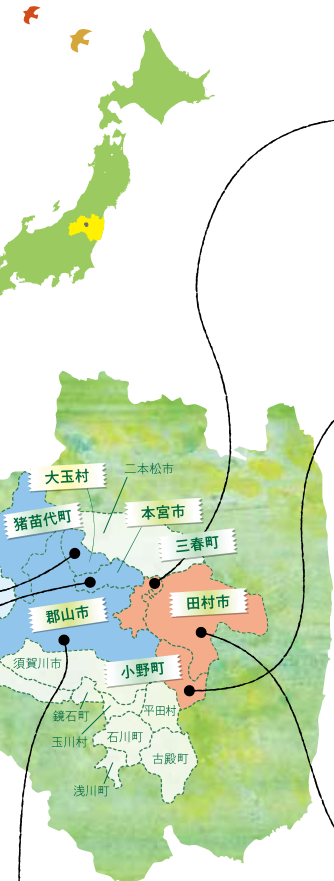 二本松市
大玉村
猪苗代町
本宮市
三春町
田村市
郡山市
須賀川市
小野町
鏡石町
平田村
玉川村
石川町
古殿町
浅川町